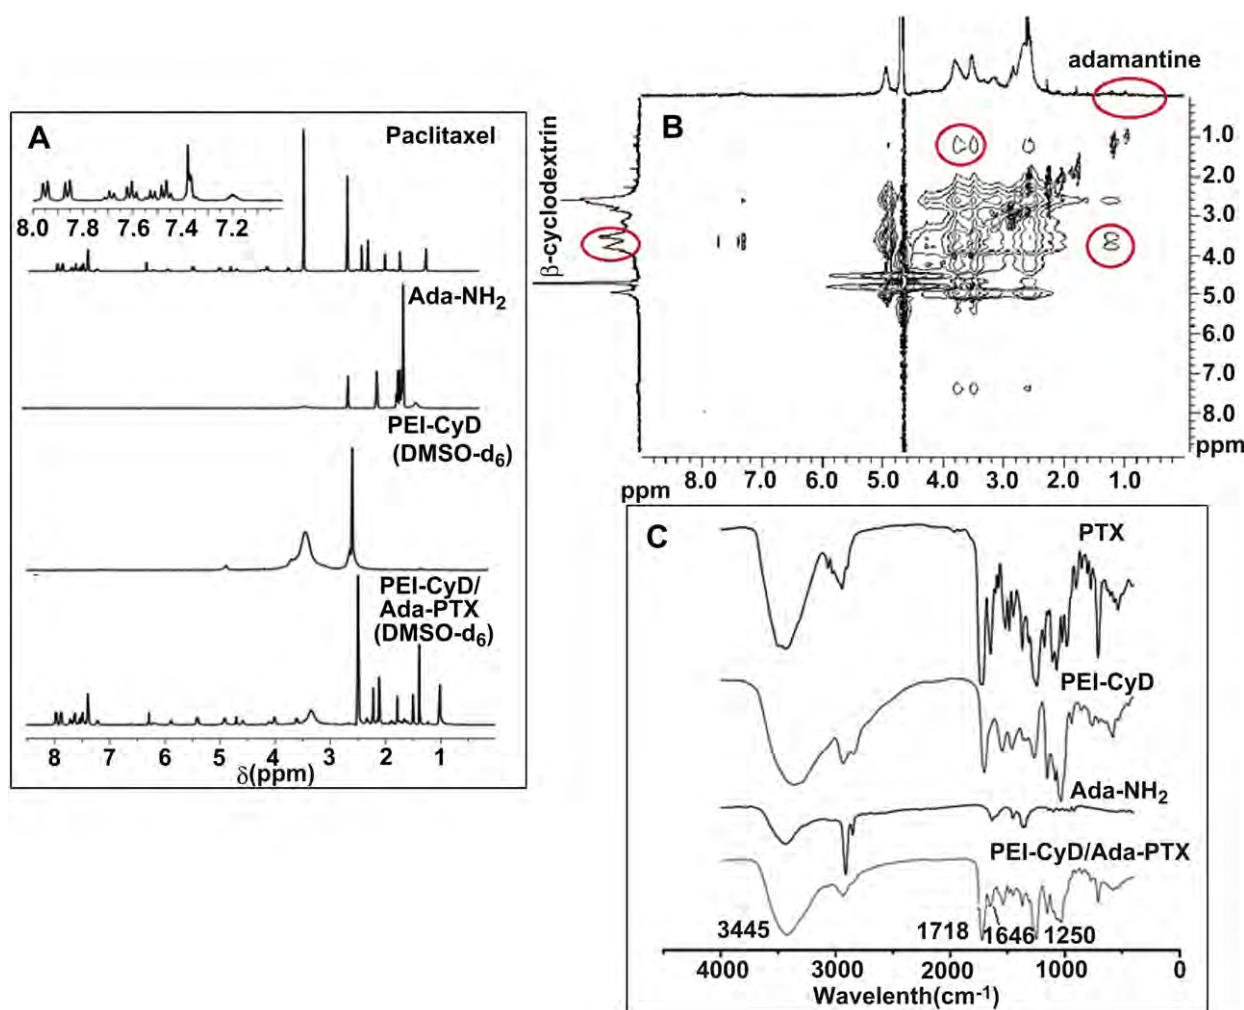 A
Paclitaxel
8.0 7.8 7.6 7.4 7.2
Ada-NH2
PEI-CyD
(DMSO-d6)
PEI-CyD/
Ada-PTX
(DMSO-d6)
8 7 6 5 4 3 2 1
δ(ppm)
B
adamantine
β-cyclodextrin
1.0
2.0
3.0
4.0
5.0
6.0
7.0
8.0
ppm
ppm 8.0 7.0 6.0 5.0 4.0 3.0 2.0 1.0
C
PTX
PEI-CyD
Ada-NH2
PEI-CyD/Ada-PTX
3445 1718 1646 1250
4000 3000 2000 1000 0
Wavelenth(cm-1)